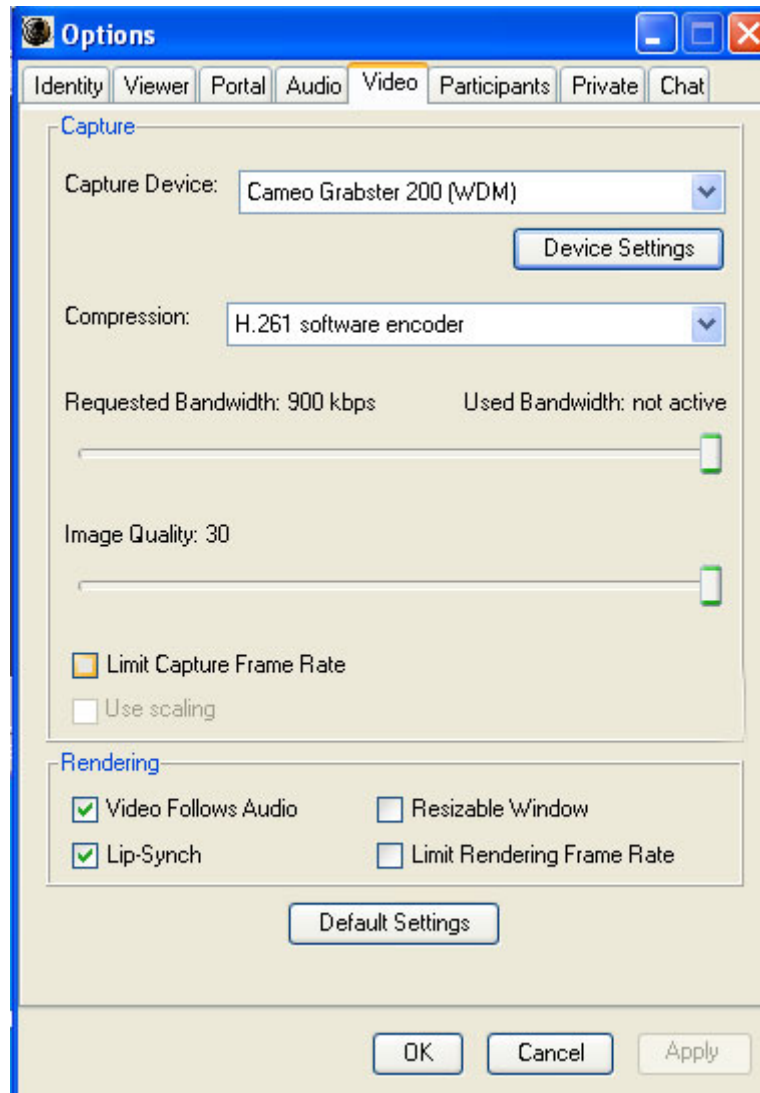 Options
Identity Viewer Portal Audio Video Participants Private Chat
Capture
Capture Device: Cameo Grabster 200 (WDM)
Device Settings
Compression: H.261 software encoder
Requested Bandwidth: 900 kbps Used Bandwidth: not active
Image Quality: 30
Limit Capture Frame Rate
Use scaling
Rendering
Video Follows Audio Resizable Window
Lip-Synch Limit Rendering Frame Rate
Default Settings
OK Cancel Apply